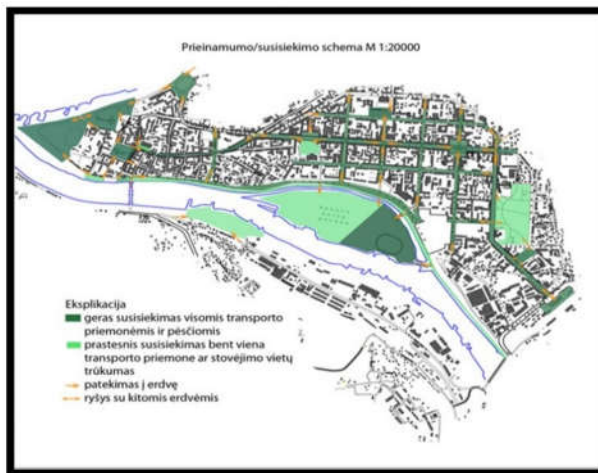 Prieinamumo/susisiekimo schema M 1:20000
Eksplikacija
geras susisiekimas visomis transporto
priemonėmis ir pėsčiomis
prastesnis susisiekimas bent viena
transporto priemone ar stovėjimo vietų
trūkumas
patekimas į erdvę
ryšys su kitomis erdvėmis